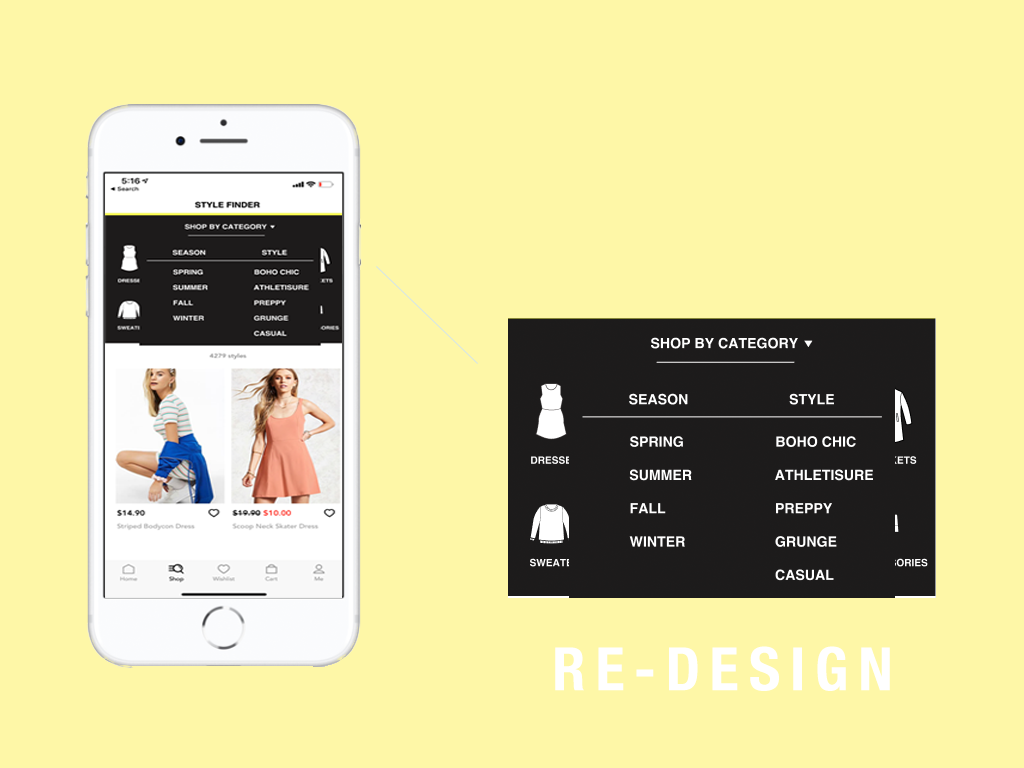 5:16
Search
STYLE FINDER
SHOP BY CATEGORY
SEASON STYLE
SPRING BOHO CHIC
DRESSE ETS
SUMMER ATHLETISURE
FALL PREPPY
WINTER GRUNGE
SWEATE ORIES
CASUAL
4279 styles
$14.90 $19.90 $10.00
Striped Bodycon Dress Scoop Neck Skater Dress
Home Shop Wishlist Cart Me
SHOP BY CATEGORY
SEASON STYLE
SPRING BOHO CHIC
DRESSE KETS
SUMMER ATHLETISURE
FALL PREPPY
WINTER GRUNGE
SWEATE SORIES
CASUAL
RE-DESIGN